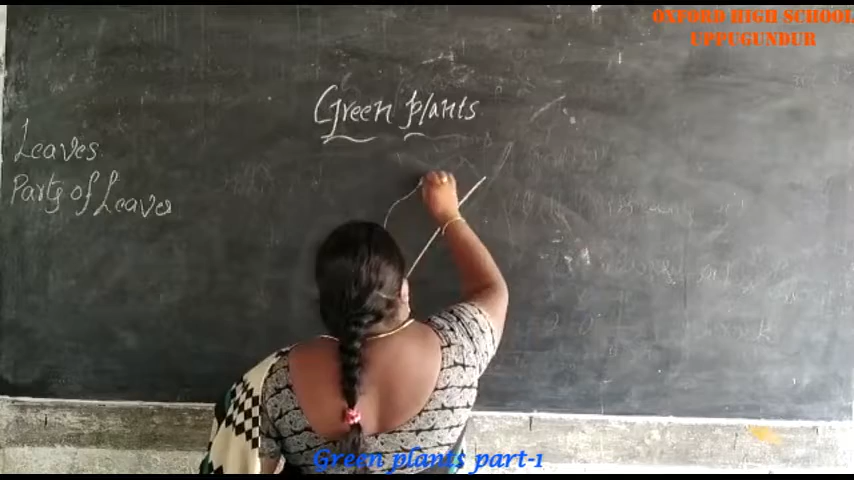 OXFORD HIGH SCHOOL
UPPUGUNDUR
Green plants
Leaves
Parts of Leaves
Green plants part-1